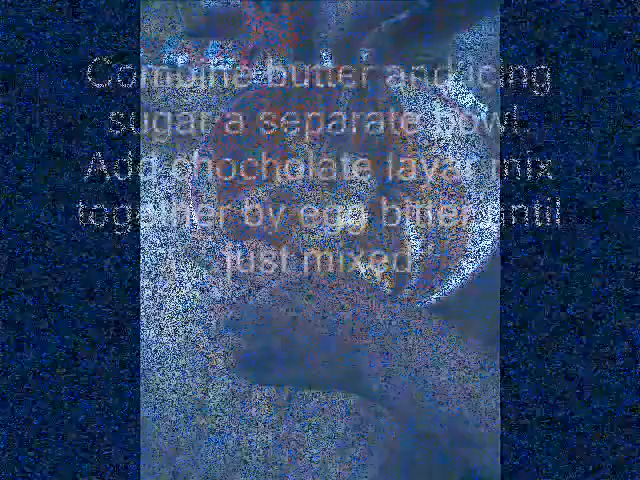 Combine butter and icing
sugar a separate bowl.
Add chocholate layar mix
together by egg bitter until
just mixed